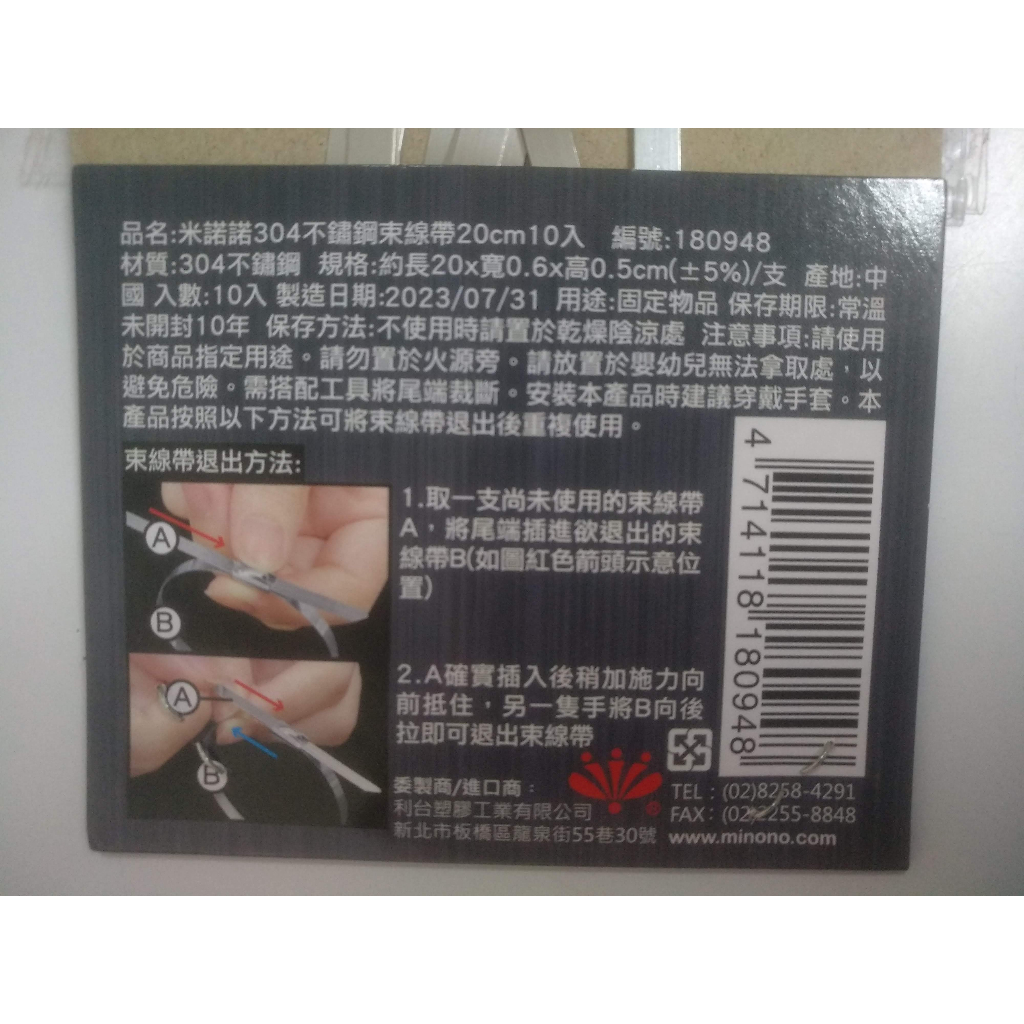 品名:米諾諾304不鏽鋼束線帶20cm10入 編號:180948
材質:304不鏽鋼 規格:約長20x寬0.6x高0.5cm(±5%)/支 產地:中
國 入數:10入 製造日期:2023/07/31 用途:固定物品 保存期限:常溫
未開封10年 保存方法:不使用時請置於乾燥陰涼處 注意事項:請使用
於商品指定用途。請勿置於火源旁。請放置於嬰幼兒無法拿取處，以
避免危險。需搭配工具將尾端裁斷。安裝本產品時建議穿戴手套。本
產品按照以下方法可將束線帶退出後重複使用。
束線帶退出方法:
A
B
1.取一支尚未使用的束線帶
A，將尾端插進欲退出的束
線帶B(如圖紅色箭頭示意位
置)
A
B
2.A確實插入後稍加施力向
前抵住，另一隻手將B向後
拉即可退出束線帶
4 714118 180948
委製商/進口商：
利台塑膠工業有限公司
新北市板橋區龍泉街55巷30號
®
TEL：(02)8258-4291
FAX：(02)2255-8848
www.minono.com